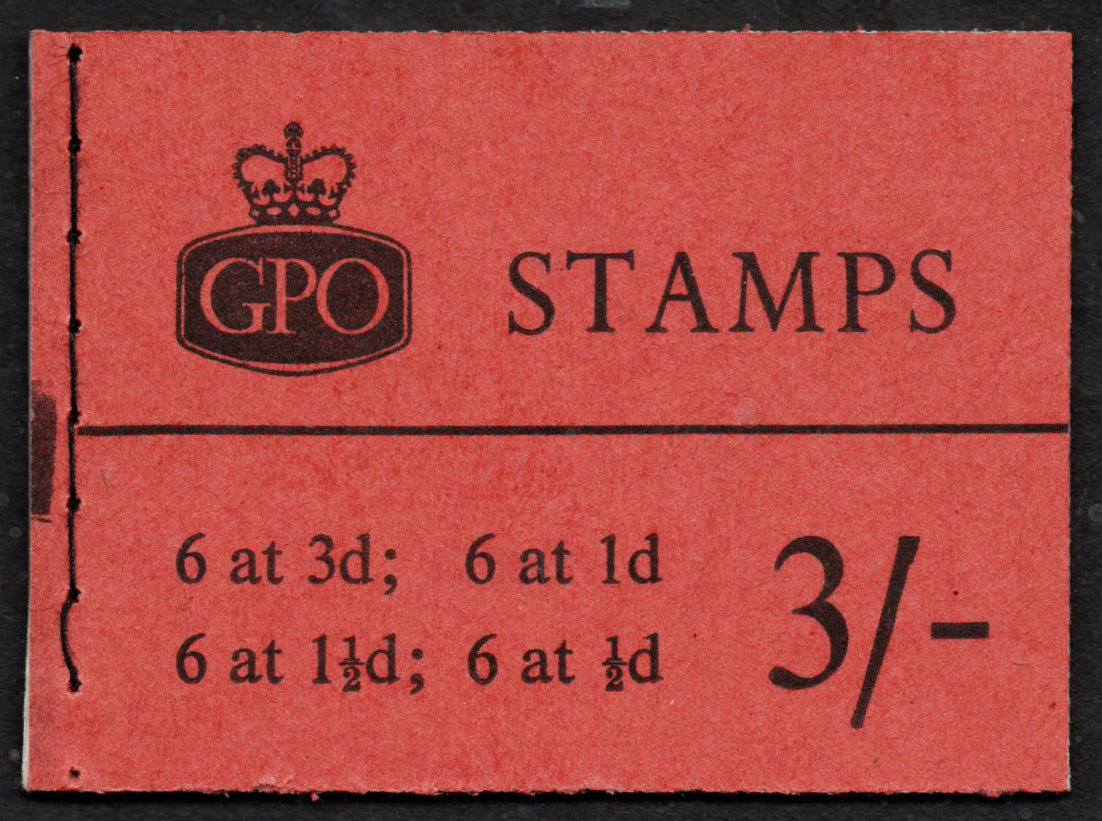 GPO
STAMPS
6 at 3d; 6 at 1d
6 at 1½d; 6 at ½d
3/-